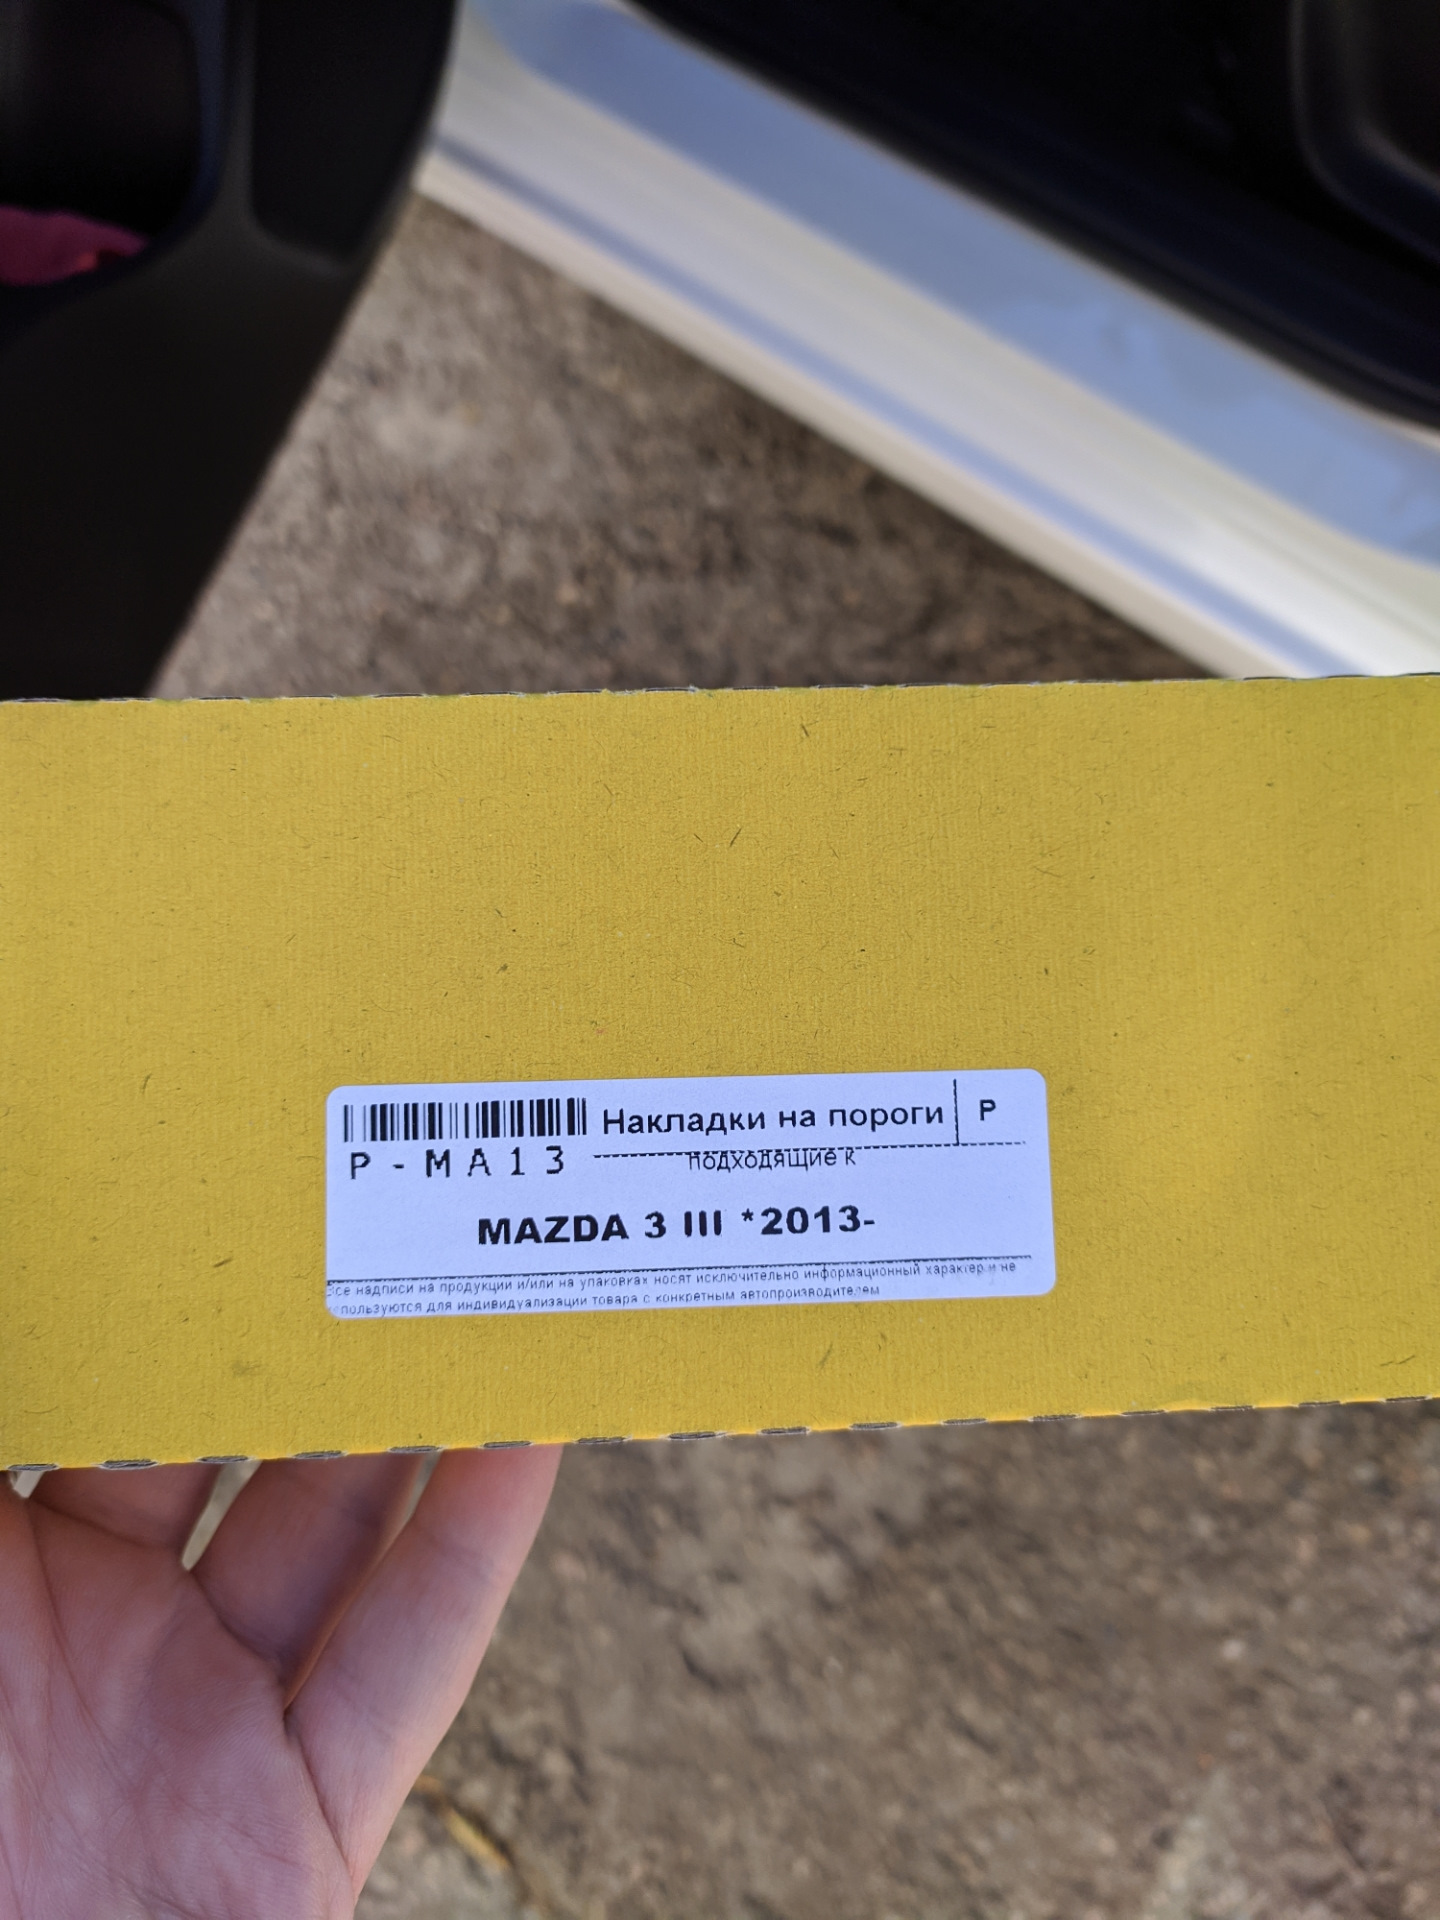 Накладки на пороги P
P-MA13
подходящие к
MAZDA 3 III *2013-
Все надписи на продукции и/или на упаковках носят исключительно информационный характер и не
используются для индивидуализации товара с конкретным автопроизводителем